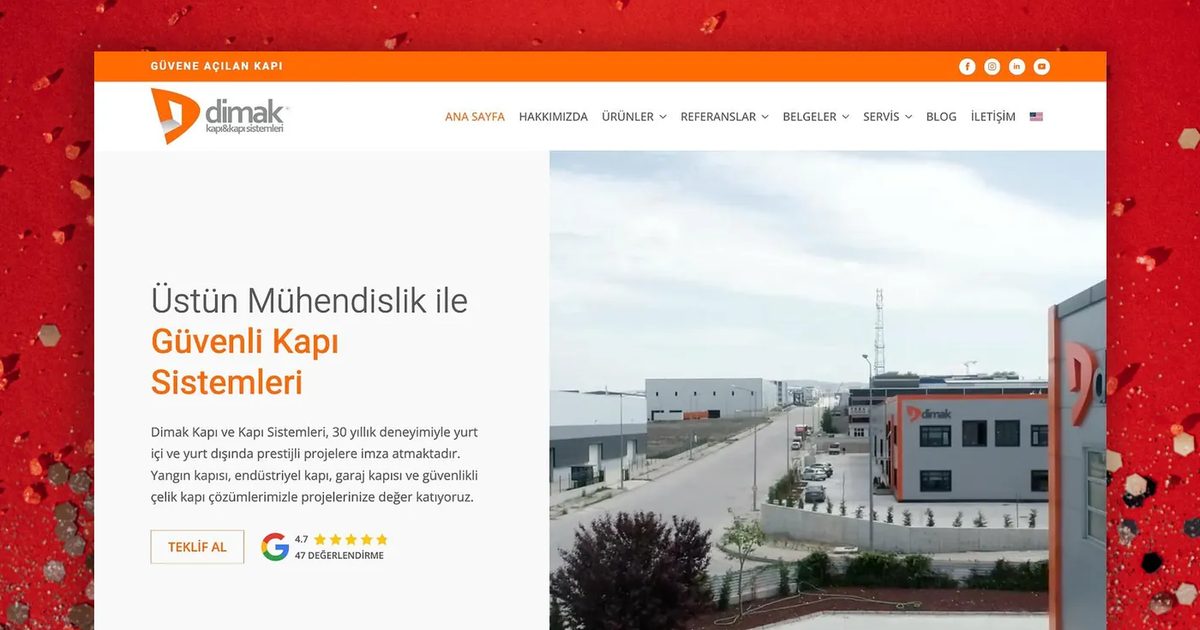 GÜVENE AÇILAN KAPI
dimak
kapı&kapı sistemleri
ANA SAYFA HAKKIMIZDA ÜRÜNLER REFERANSLAR BELGELER SERVİS BLOG İLETİŞİM
Üstün Mühendislik ile
Güvenli Kapı
Sistemleri
Dimak Kapı ve Kapı Sistemleri, 30 yıllık deneyimiyle yurt
içi ve yurt dışında prestijli projelere imza atmaktadır.
Yangın kapısı, endüstriyel kapı, garaj kapısı ve güvenlikli
çelik kapı çözümlerimizle projelerinize değer katıyoruz.
TEKLİF AL
4.7
47 DEĞERLENDİRME
dimak